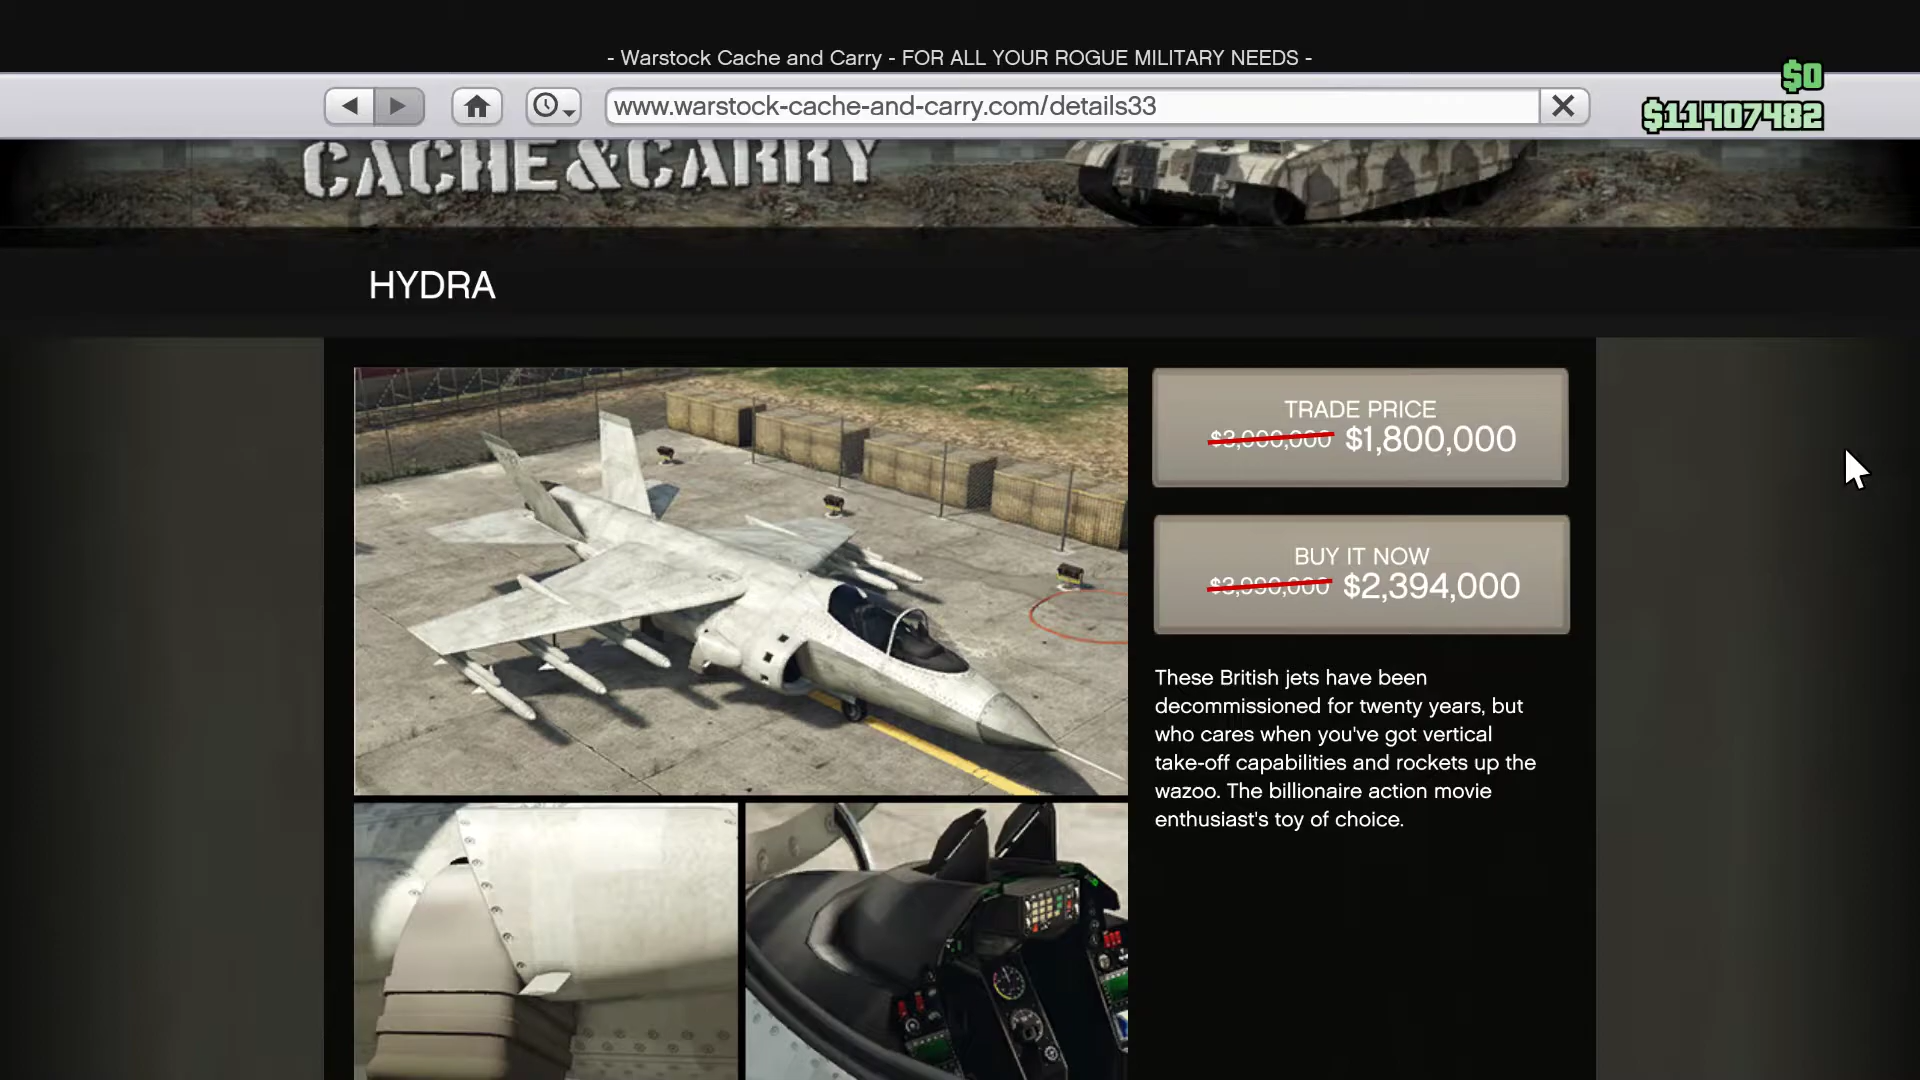 - Warstock Cache and Carry - FOR ALL YOUR ROGUE MILITARY NEEDS -
$0
www.warstock-cache-and-carry.com/details33
$11407482
CACHE&CARRY
HYDRA
TRADE PRICE
$3,000,000 $1,800,000
BUY IT NOW
$3,990,000 $2,394,000
These British jets have been
decommissioned for twenty years, but
who cares when you've got vertical
take-off capabilities and rockets up the
wazoo. The billionaire action movie
enthusiast's toy of choice.